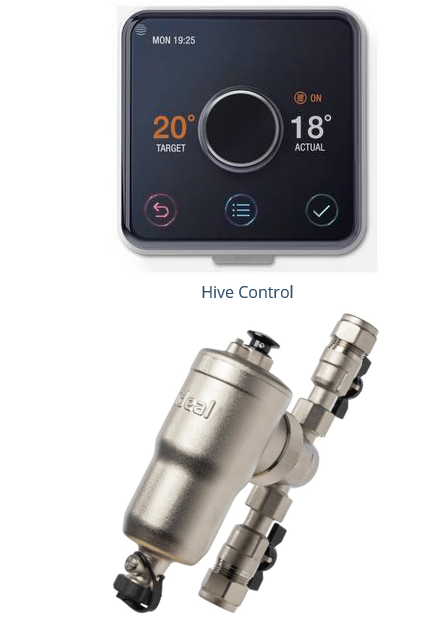 MON 19:25
ON
20° 18°
TARGET ACTUAL
Hive Control
ideal